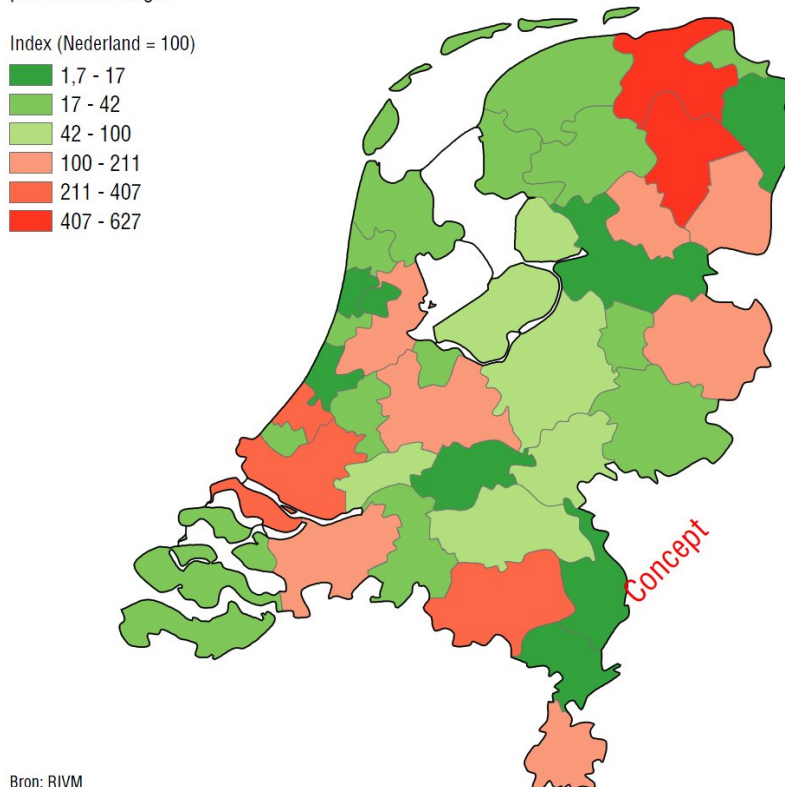 Index (Nederland = 100)
1,7 - 17
17 - 42
42 - 100
100 - 211
211 - 407
407 - 627
Concept
Bron: RIVM